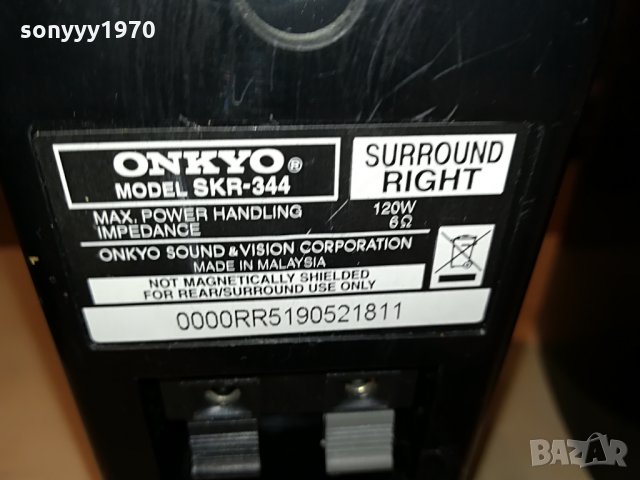 sonyyy1970
ONKYO®
MODEL SKR-344
SURROUND
RIGHT
MAX. POWER HANDLING 120W
IMPEDANCE 6Ω
ONKYO SOUND & VISION CORPORATION
MADE IN MALAYSIA
NOT MAGNETICALLY SHIELDED
FOR REAR/SURROUND USE ONLY
0000RR5190521811
BAZAR
bg